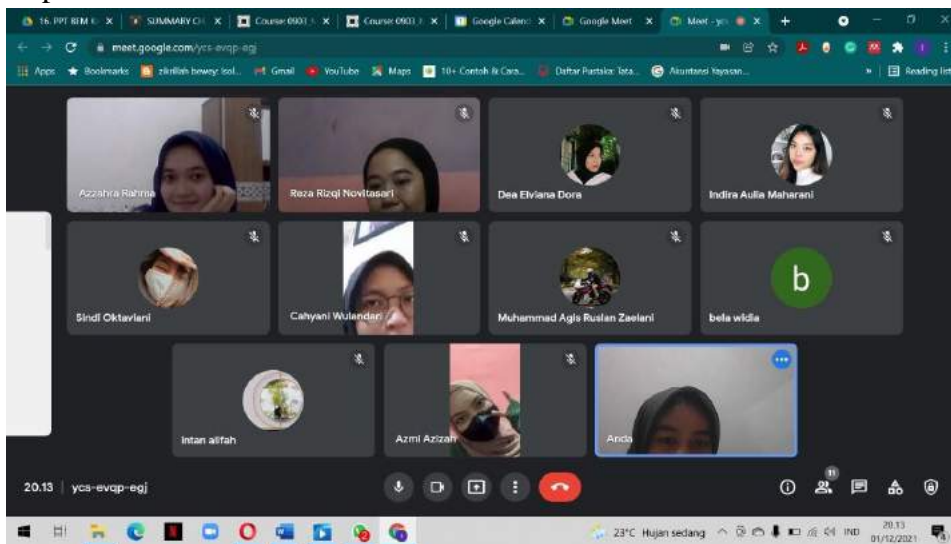 16. PPT BEM K
SUMMARY CH
Course: 0903
Course: 0903
Google Calend
Google Meet
Meet - yc
meet.google.com/ycs-evqp-egj
Apps
Bookmarks
Gmail
YouTube
Maps
10+ Contoh & Cara...
Daftar Pustaka: Tata...
Akuntansi Yayasan...
Reading list
Azzahra Rahma
Reza Rizqi Novitasari
Dea Elviana Dora
Indira Aulia Maharani
Sindi Oktaviani
Cahyani Wulandari
Muhammad Agis Ruslan Zaelani
b
bela widia
intan alifah
Azmi Azizah
Anda
20.13 | ycs-evqp-egj
11
23°C Hujan sedang
IND
20.13
01/12/2021